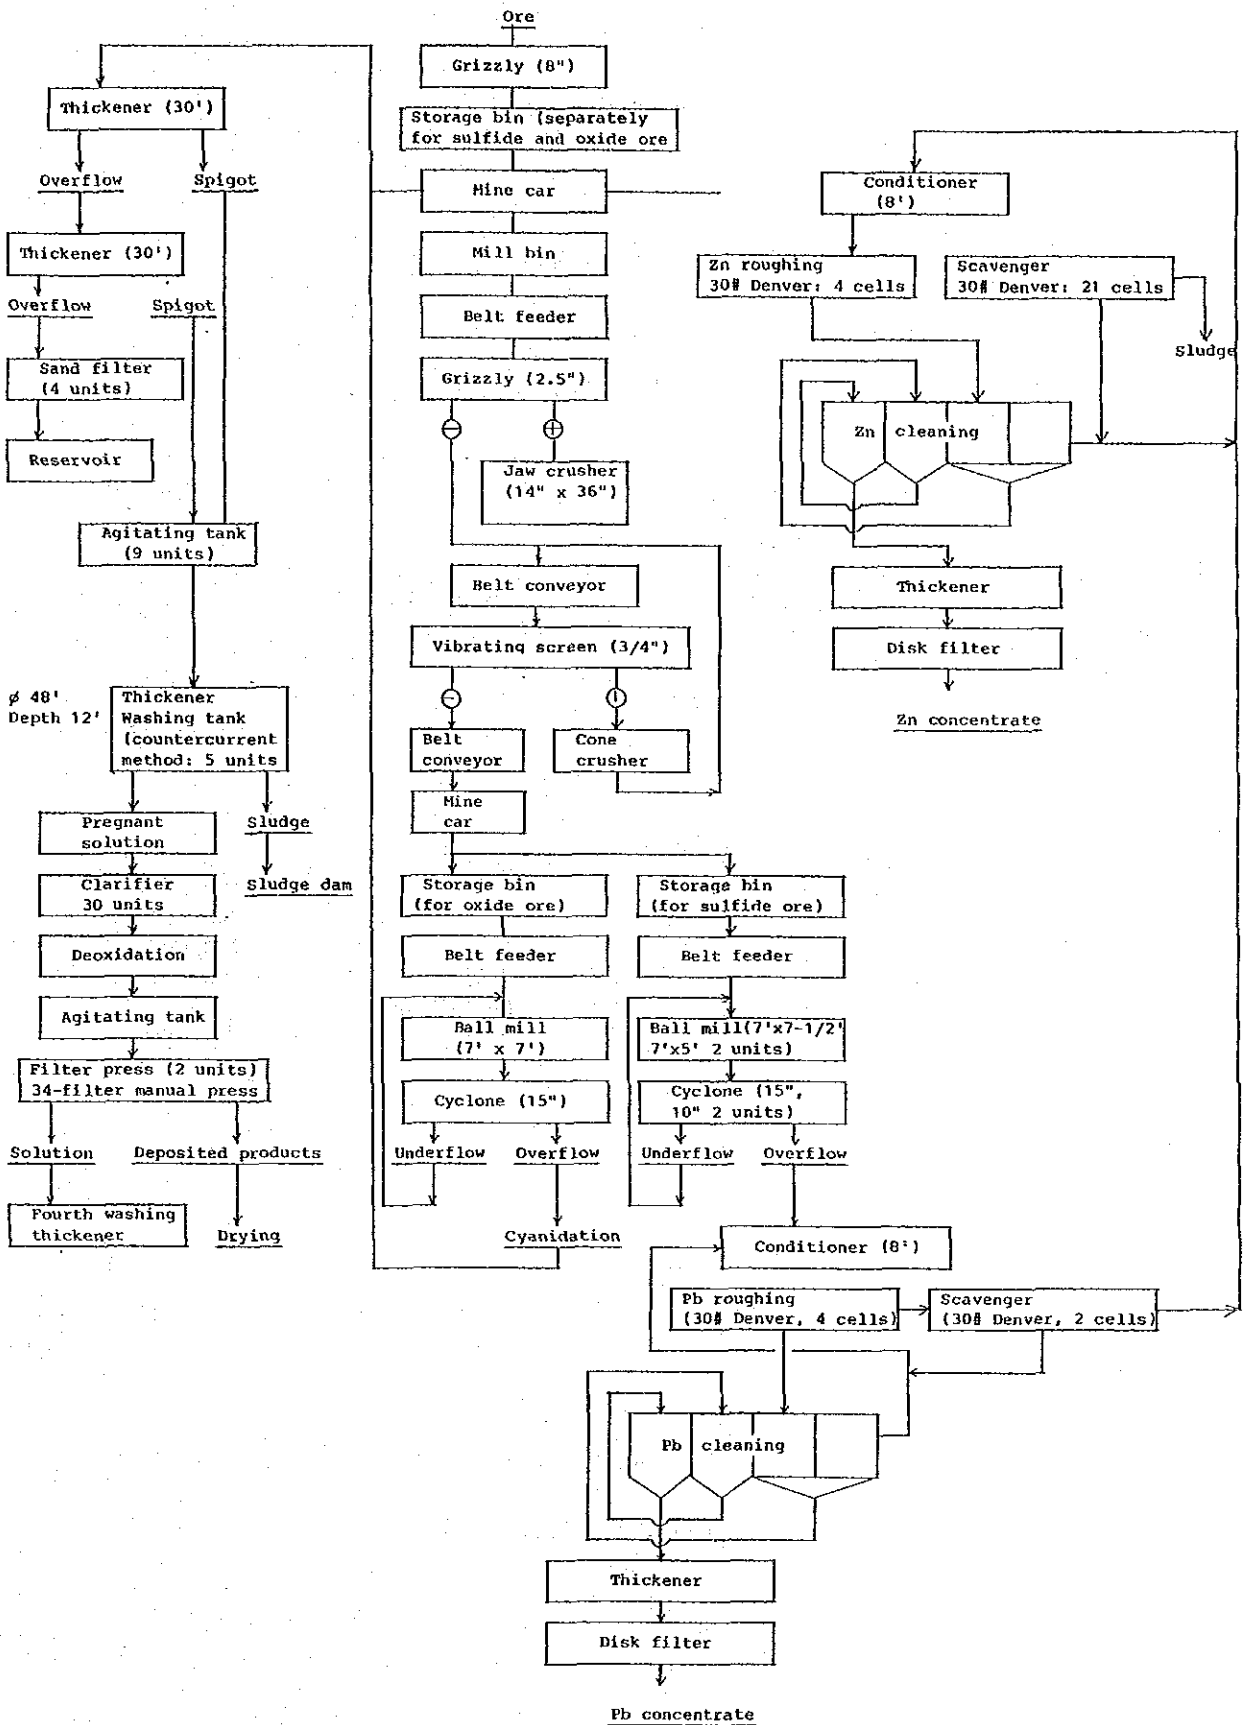 Ore
Grizzly (8")
Storage bin (separately
for sulfide and oxide ore
Mine car
Mill bin
Belt feeder
Grizzly (2.5")
Jaw crusher
(14" x 36")
Belt conveyor
Vibrating screen (3/4")
Belt
conveyor
Cone
crusher
Mine
car
Storage bin
(for oxide ore)
Belt feeder
Ball mill
(7' x 7')
Cyclone (15")
Underflow
Overflow
Cyanidation
Storage bin
(for sulfide ore)
Belt feeder
Ball mill(7'x7-1/2'
7'x5' 2 units)
Cyclone (15",
10" 2 units)
Underflow
Overflow
Conditioner (8')
Pb roughing
(30# Denver, 4 cells)
Scavenger
(30# Denver, 2 cells)
Pb cleaning
Thickener
Disk filter
Pb concentrate
Thickener (30')
Overflow
Spigot
Thickener (30')
Overflow
Spigot
Sand filter
(4 units)
Reservoir
Agitating tank
(9 units)
ø 48'
Depth 12'
Thickener
Washing tank
(countercurrent
method: 5 units
Pregnant
solution
Sludge
Clarifier
30 units
Sludge dam
Deoxidation
Agitating tank
Filter press (2 units)
34-filter manual press
Solution
Deposited products
Fourth washing
thickener
Drying
Conditioner
(8')
Zn roughing
30# Denver: 4 cells
Scavenger
30# Denver: 21 cells
Sludge
Zn cleaning
Thickener
Disk filter
Zn concentrate